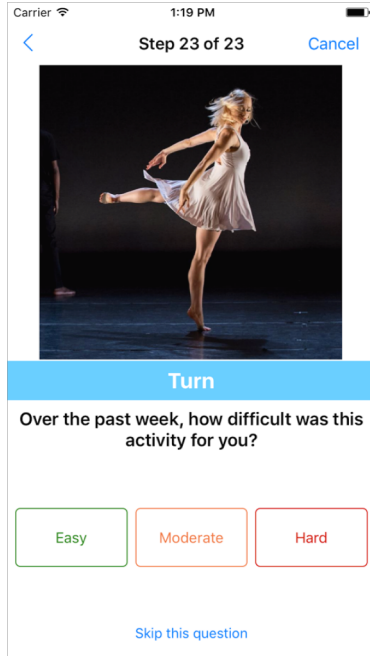 Carrier 1:19 PM
Step 23 of 23 Cancel
Turn
Over the past week, how difficult was this
activity for you?
Easy Moderate Hard
Skip this question